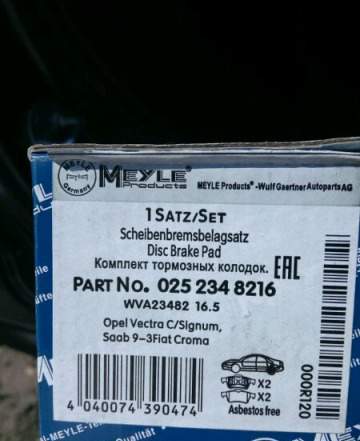 MEYLE
Products
Germany
MEYLE Products® -Wulf Gaertner Autoparts AG
1 SATZ/SET
Scheibenbremsbelagsatz
Disc Brake Pad
Комплект тормозных колодок.
EAC
PART NO. 025 234 8216
WVA23482 16.5
Opel Vectra C/Signum,
Saab 9-3Fiat Croma
X2
X2
Asbestos free
000R120
4 040074 390474